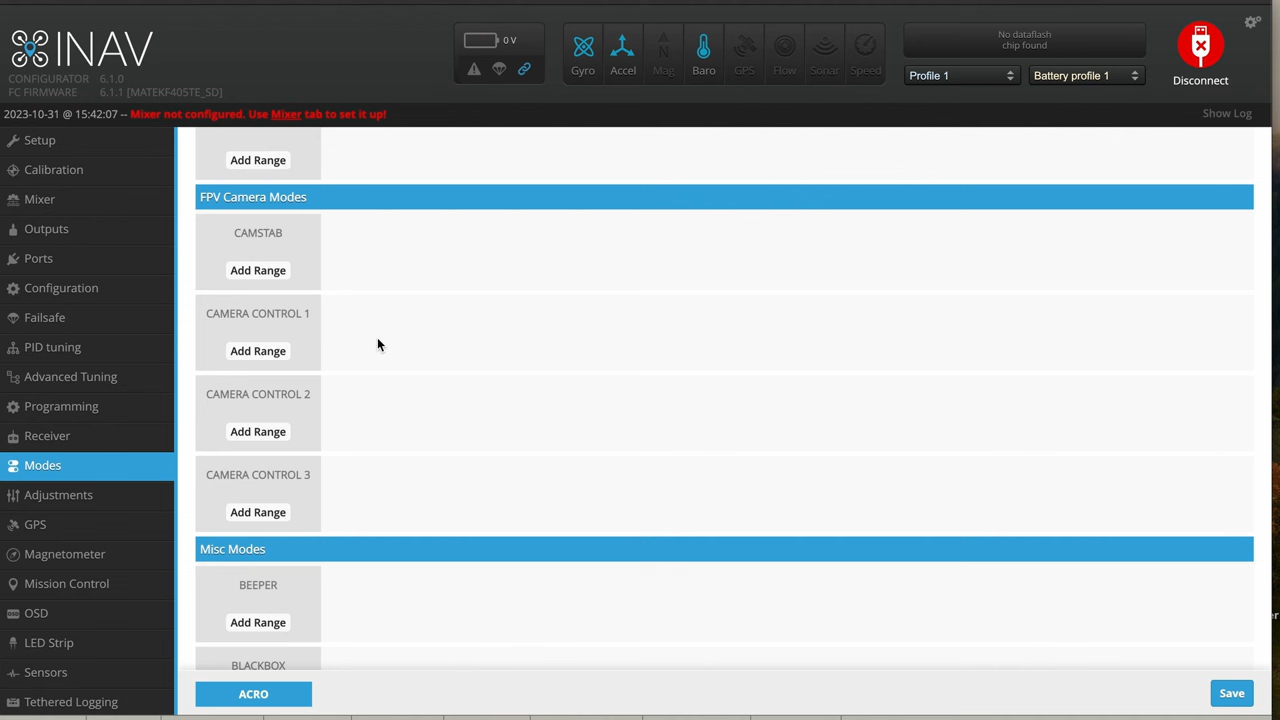 INAV
CONFIGURATOR 6.1.0
FC FIRMWARE 6.1.1 [MATEKF405TE_SD]
0 V
Gyro
Accel
Mag
Baro
GPS
Flow
Sonar
Speed
No dataflash
chip found
Profile 1
Battery profile 1
Disconnect
2023-10-31 @ 15:42:07 -- Mixer not configured. Use Mixer tab to set it up!
Show Log
Setup
Calibration
Mixer
Outputs
Ports
Configuration
Failsafe
PID tuning
Advanced Tuning
Programming
Receiver
Modes
Adjustments
GPS
Magnetometer
Mission Control
OSD
LED Strip
Sensors
Tethered Logging
Add Range
FPV Camera Modes
CAMSTAB
Add Range
CAMERA CONTROL 1
Add Range
CAMERA CONTROL 2
Add Range
CAMERA CONTROL 3
Add Range
Misc Modes
BEEPER
Add Range
BLACKBOX
ACRO
Save